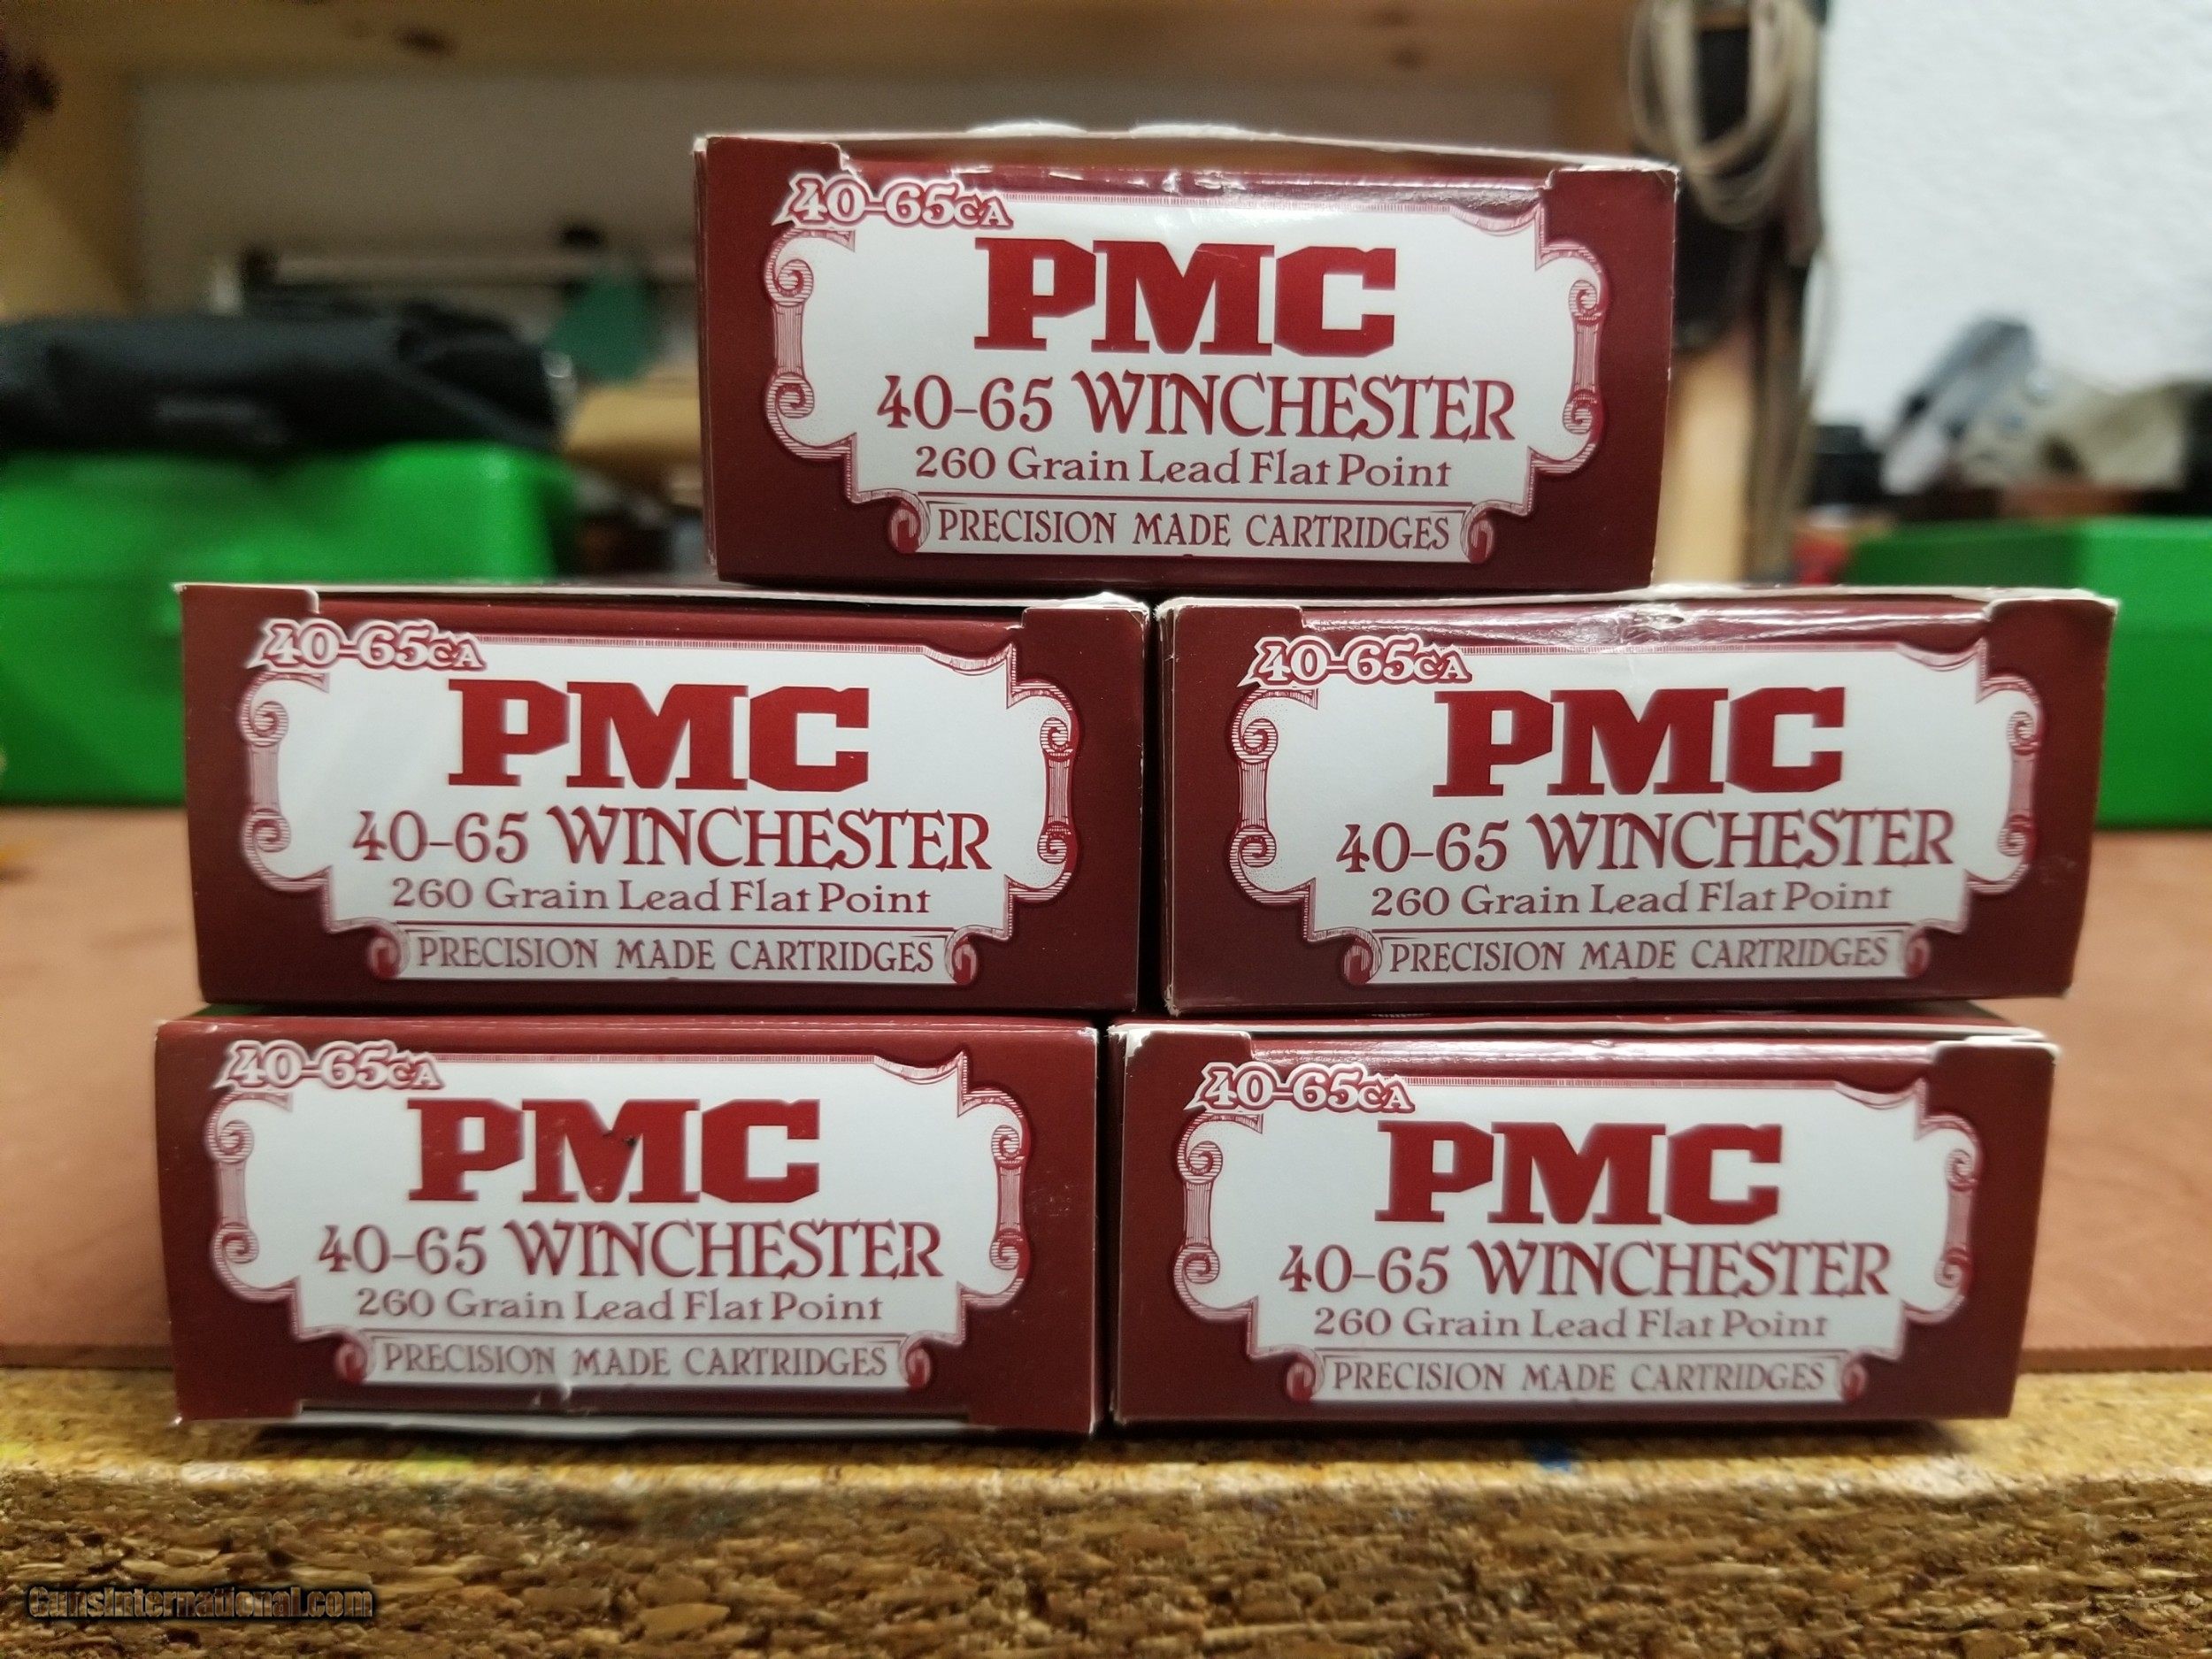 40-65CA
PMC
40-65 WINCHESTER
260 Grain Lead Flat Point
PRECISION MADE CARTRIDGES
40-65CA
PMC
40-65 WINCHESTER
260 Grain Lead Flat Point
PRECISION MADE CARTRIDGES
40-65CA
PMC
40-65 WINCHESTER
260 Grain Lead Flat Point
PRECISION MADE CARTRIDGES
40-65CA
PMC
40-65 WINCHESTER
260 Grain Lead Flat Point
PRECISION MADE CARTRIDGES
40-65CA
PMC
40-65 WINCHESTER
260 Grain Lead Flat Point
PRECISION MADE CARTRIDGES
GunsInternational.com